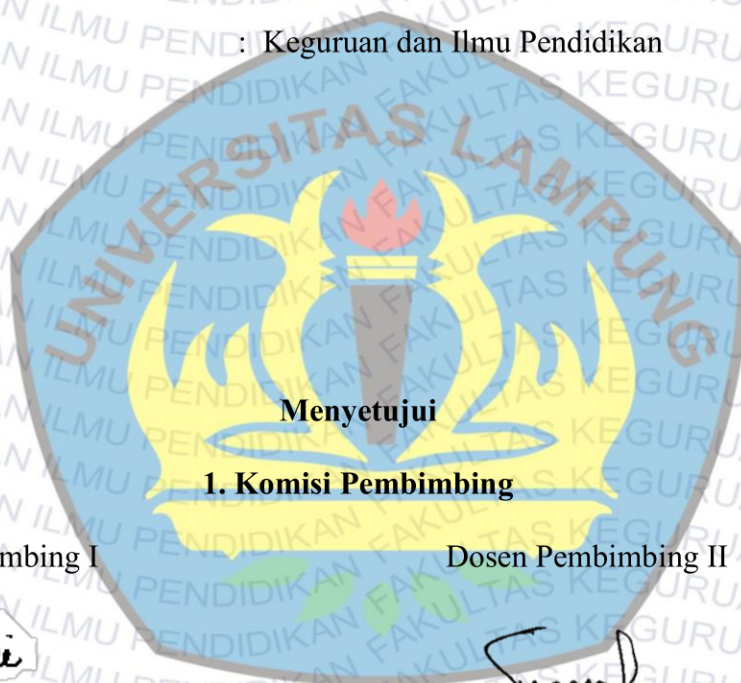 : Keguruan dan Ilmu Pendidikan
UNIVERSITAS LAMPUNG
Menyetujui
1. Komisi Pembimbing
mbing I
Dosen Pembimbing II